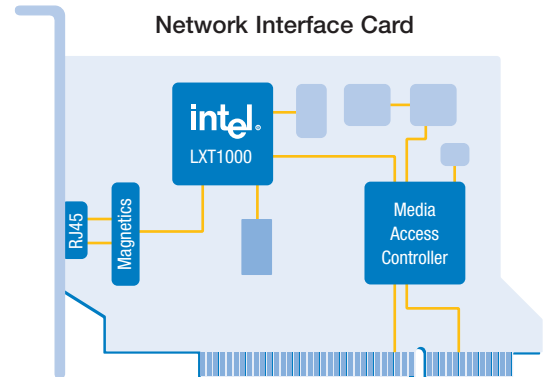 Network Interface Card
intel.
LXT1000
RJ45
Magnetics
Media
Access
Controller